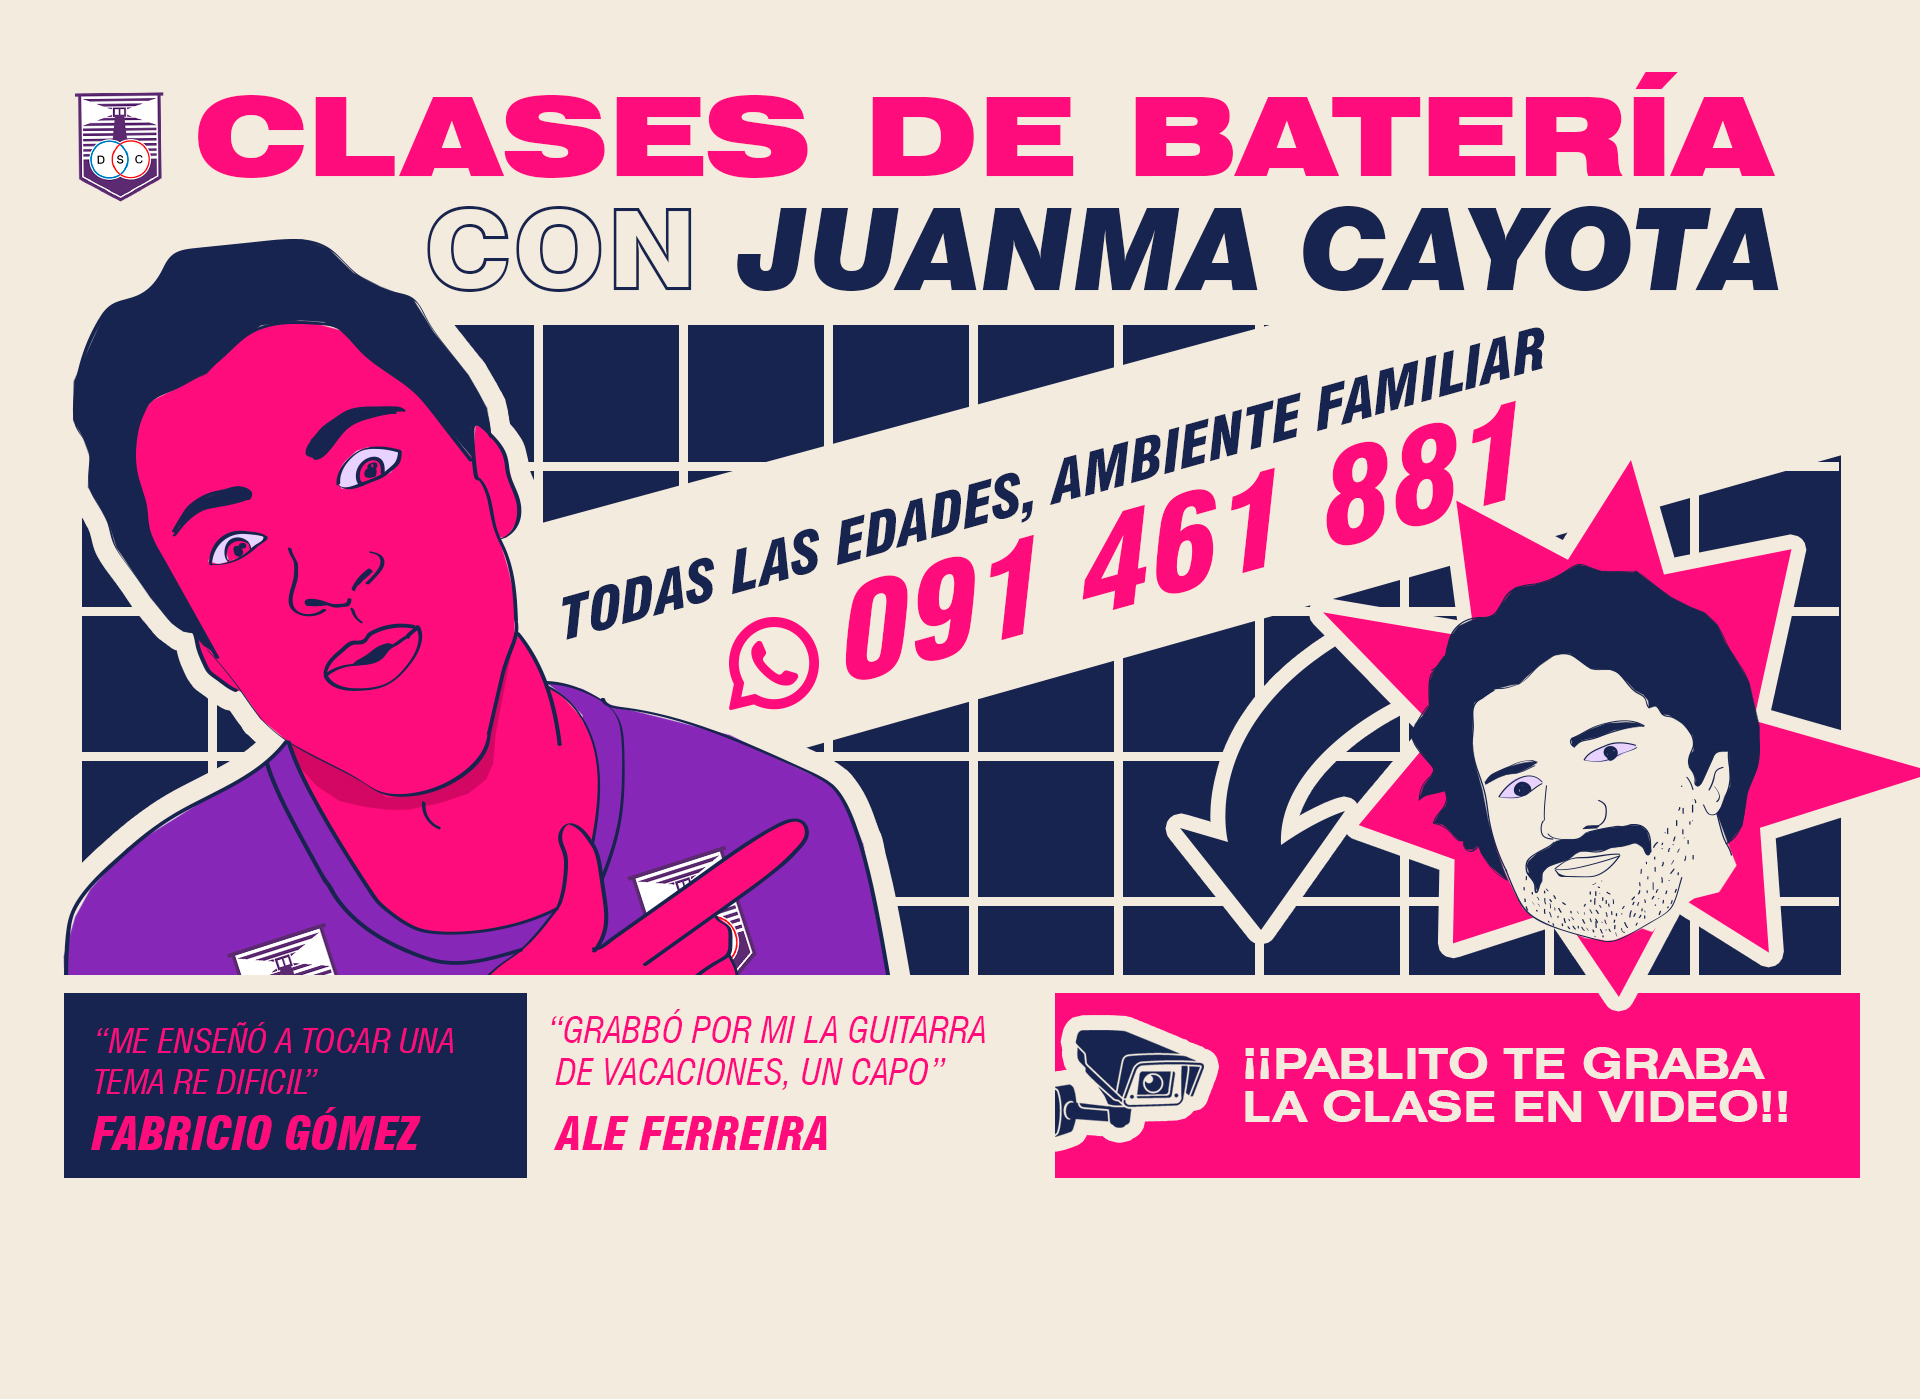 D S C
CLASES DE BATERÍA
CON JUANMA CAYOTA
TODAS LAS EDADES, AMBIENTE FAMILIAR
091 461 881
“ME ENSEÑÓ A TOCAR UNA
TEMA RE DIFICIL”
FABRICIO GÓMEZ
“GRABBÓ POR MI LA GUITARRA
DE VACACIONES, UN CAPO”
ALE FERREIRA
¡¡PABLITO TE GRABA
LA CLASE EN VIDEO!!